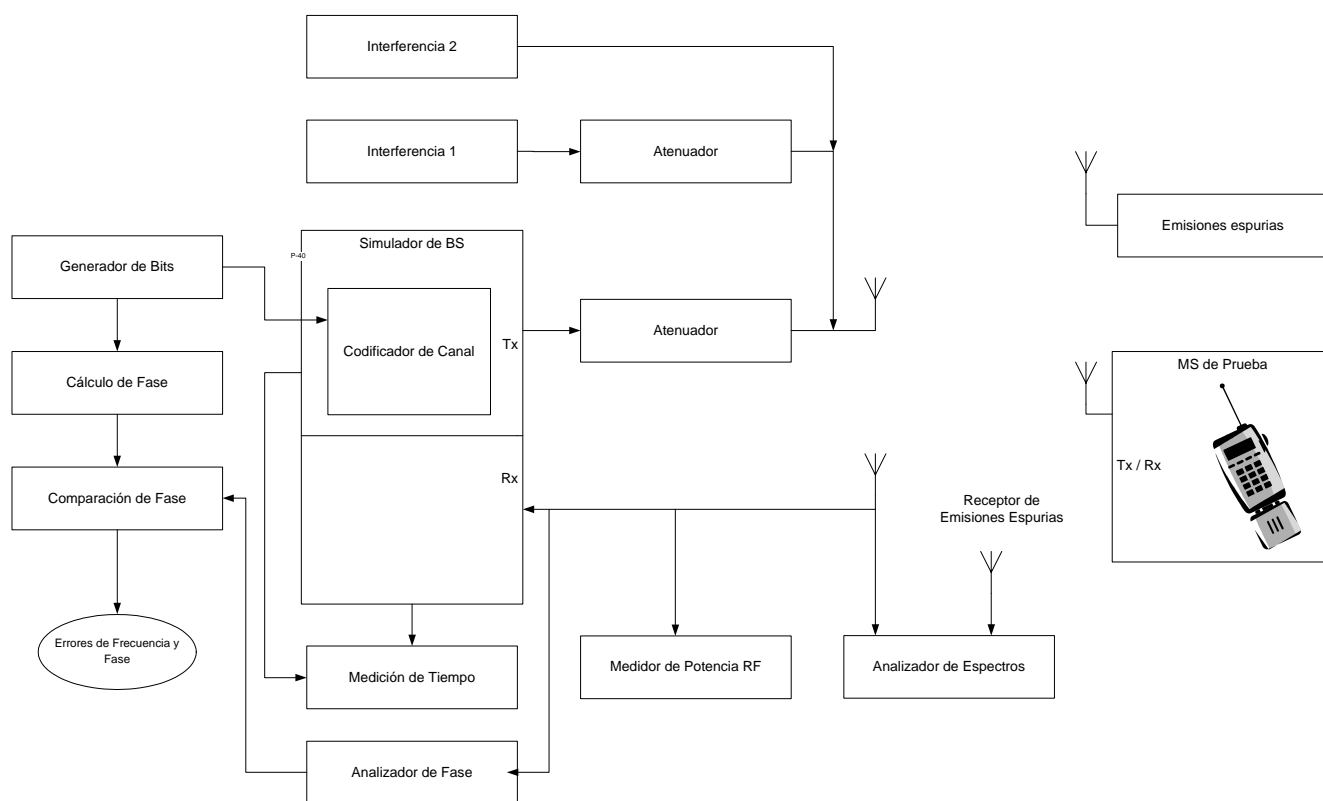 Interferencia 2
Interferencia 1
Atenuador
Emisiones espurias
Simulador de BS
P-40
Generador de Bits
Codificador de Canal
Tx
Atenuador
Cálculo de Fase
MS de Prueba
Tx / Rx
Comparación de Fase
Rx
Receptor de
Emisiones Espurias
Errores de Frecuencia y
Fase
Medición de Tiempo
Medidor de Potencia RF
Analizador de Espectros
Analizador de Fase